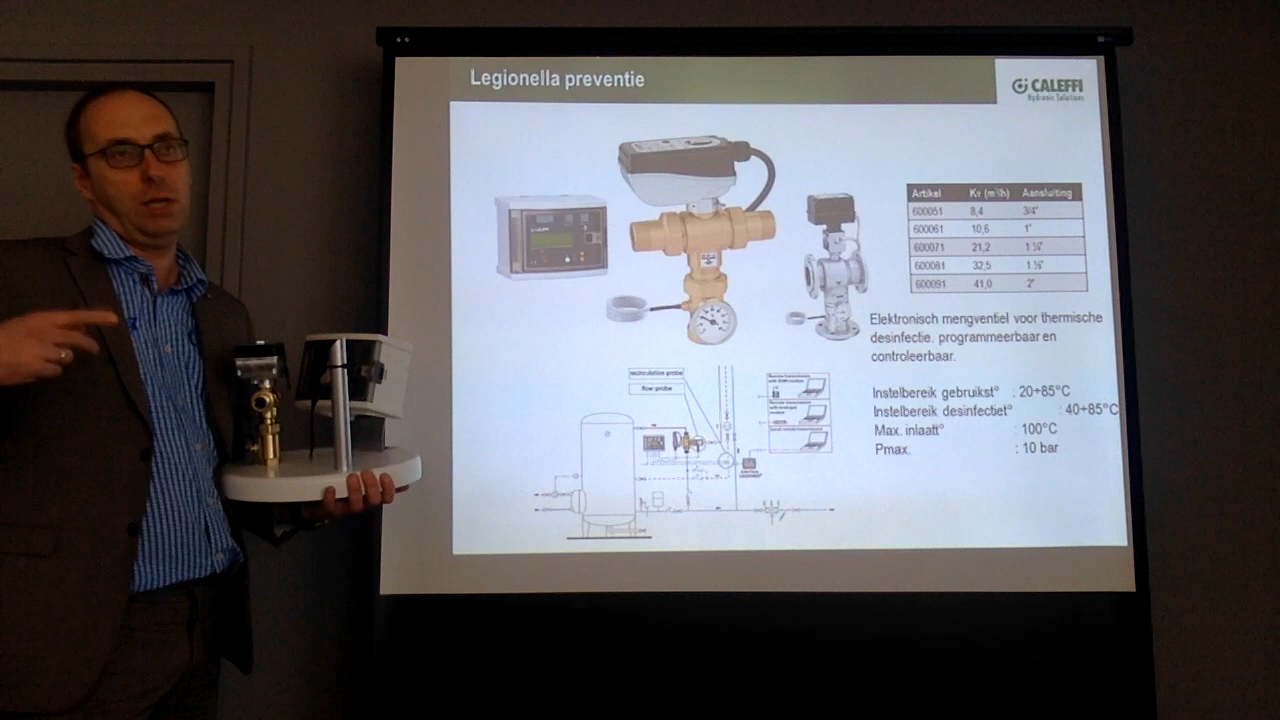 Legionella preventie
CALEFFI
Hydronic Solutions
Artikel Kv (m³/h) Aansluiting
600051 8,4 3/4"
600061 10,6 1"
600071 21,2 1 ¼"
600081 32,5 1 ½"
600091 41,0 2"
Elektronisch mengventiel voor thermische
desinfectie. programmeerbaar en
controleerbaar.
Instelbereik gebruikst° : 20÷85°C
Instelbereik desinfectiet° : 40÷85°C
Max. inlaatt° : 100°C
Pmax. : 10 bar
recirculation probe
flow probe